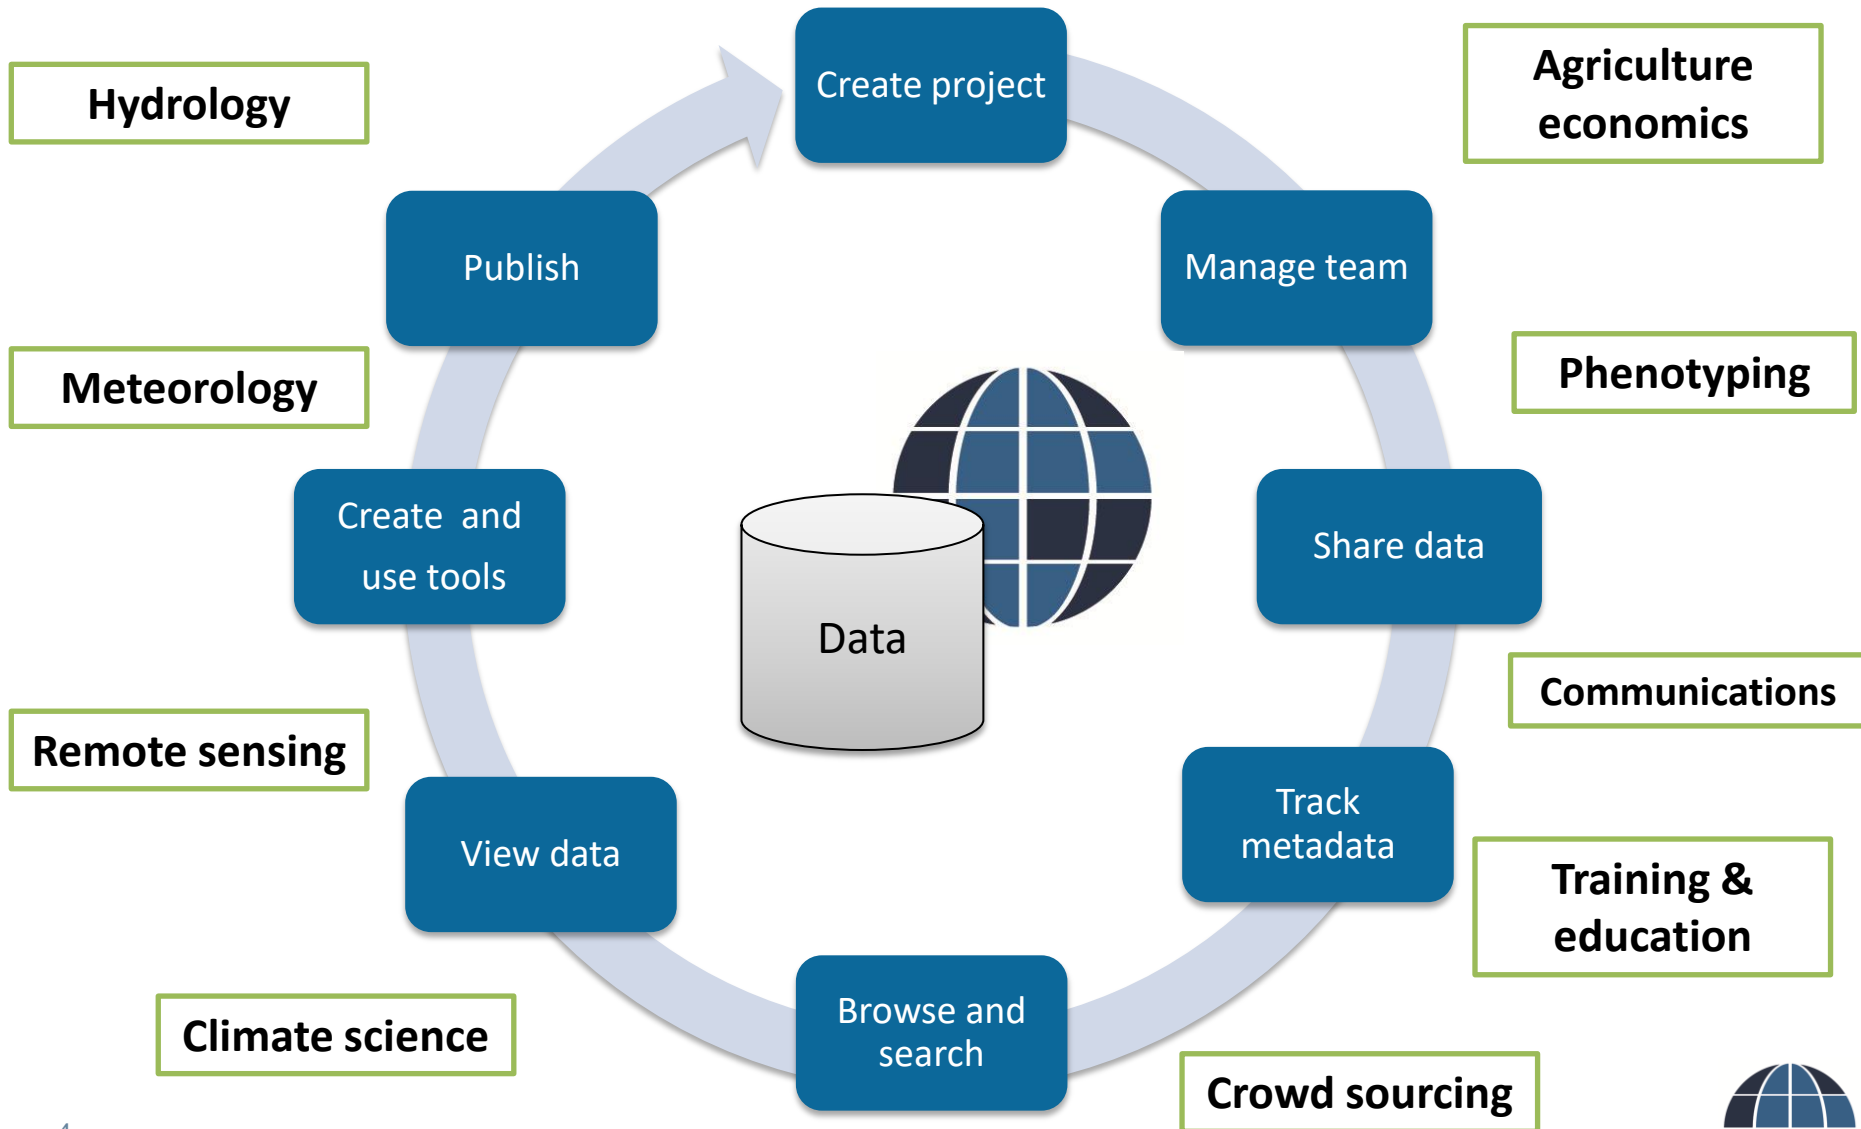 Create project
Agriculture
economics
Hydrology
Publish
Manage team
Meteorology
Phenotyping
Create and
use tools
Share data
Data
Communications
Remote sensing
Track
metadata
View data
Training &
education
Browse and
search
Climate science
Crowd sourcing